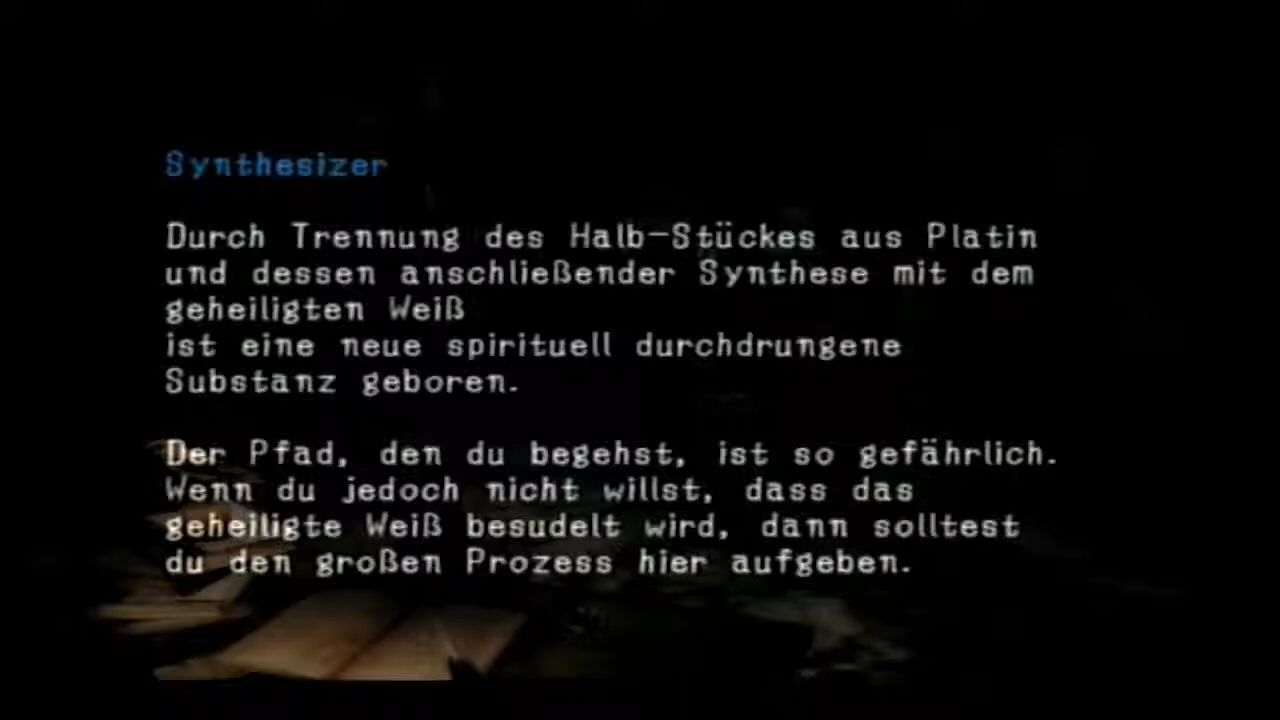 Synthesizer
Durch Trennung des Halb-Stückes aus Platin
und dessen anschließender Synthese mit dem
geheiligten Weiß
ist eine neue spirituell durchdrungene
Substanz geboren.
Der Pfad, den du begehst, ist so gefährlich.
Wenn du jedoch nicht willst, dass das
geheiligte Weiß besudelt wird, dann solltest
du den großen Prozess hier aufgeben.